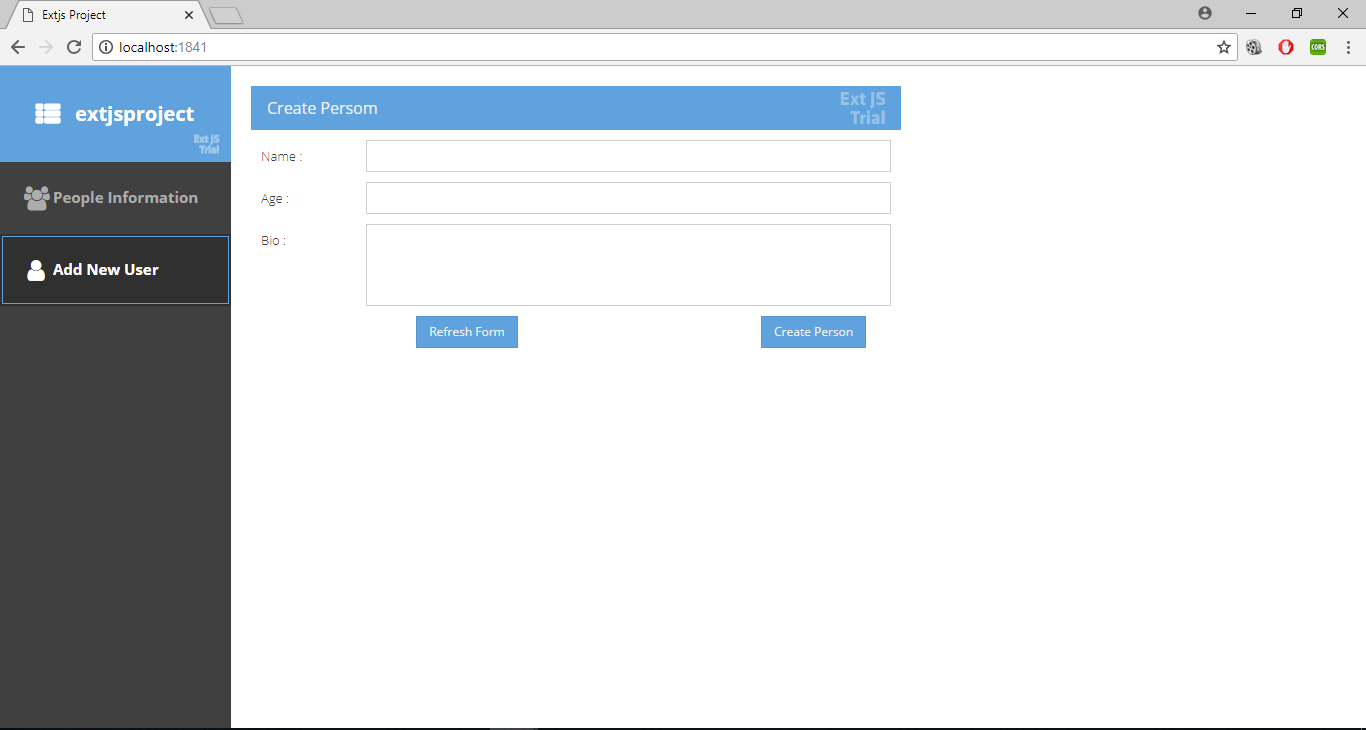 Extjs Project
localhost:1841
CORS
extjsproject
Ext JS
Trial
People Information
Add New User
Create Persom
Ext JS
Trial
Name :
Age :
Bio :
Refresh Form
Create Person